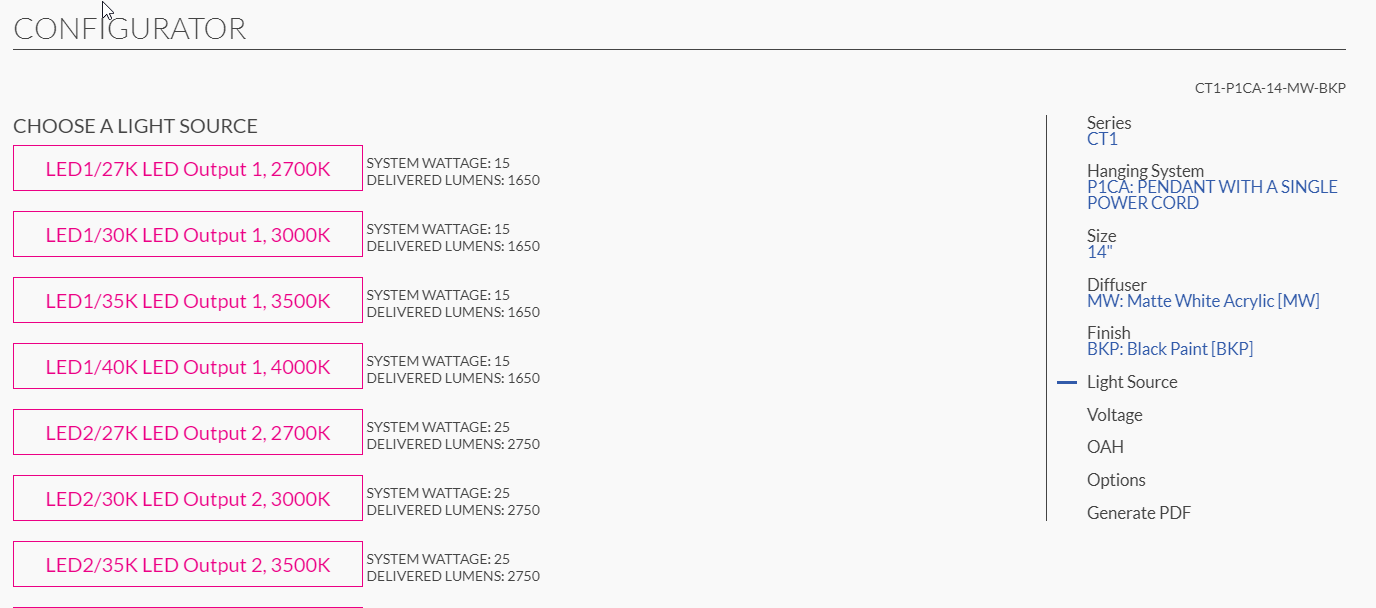 CONFIGURATOR
CT1-P1CA-14-MW-BKP
CHOOSE A LIGHT SOURCE
LED1/27K LED Output 1, 2700K
SYSTEM WATTAGE: 15
DELIVERED LUMENS: 1650
LED1/30K LED Output 1, 3000K
SYSTEM WATTAGE: 15
DELIVERED LUMENS: 1650
LED1/35K LED Output 1, 3500K
SYSTEM WATTAGE: 15
DELIVERED LUMENS: 1650
LED1/40K LED Output 1, 4000K
SYSTEM WATTAGE: 15
DELIVERED LUMENS: 1650
LED2/27K LED Output 2, 2700K
SYSTEM WATTAGE: 25
DELIVERED LUMENS: 2750
LED2/30K LED Output 2, 3000K
SYSTEM WATTAGE: 25
DELIVERED LUMENS: 2750
LED2/35K LED Output 2, 3500K
SYSTEM WATTAGE: 25
DELIVERED LUMENS: 2750
Series
CT1
Hanging System
P1CA: PENDANT WITH A SINGLE
POWER CORD
Size
14"
Diffuser
MW: Matte White Acrylic [MW]
Finish
BKP: Black Paint [BKP]
Light Source
Voltage
OAH
Options
Generate PDF